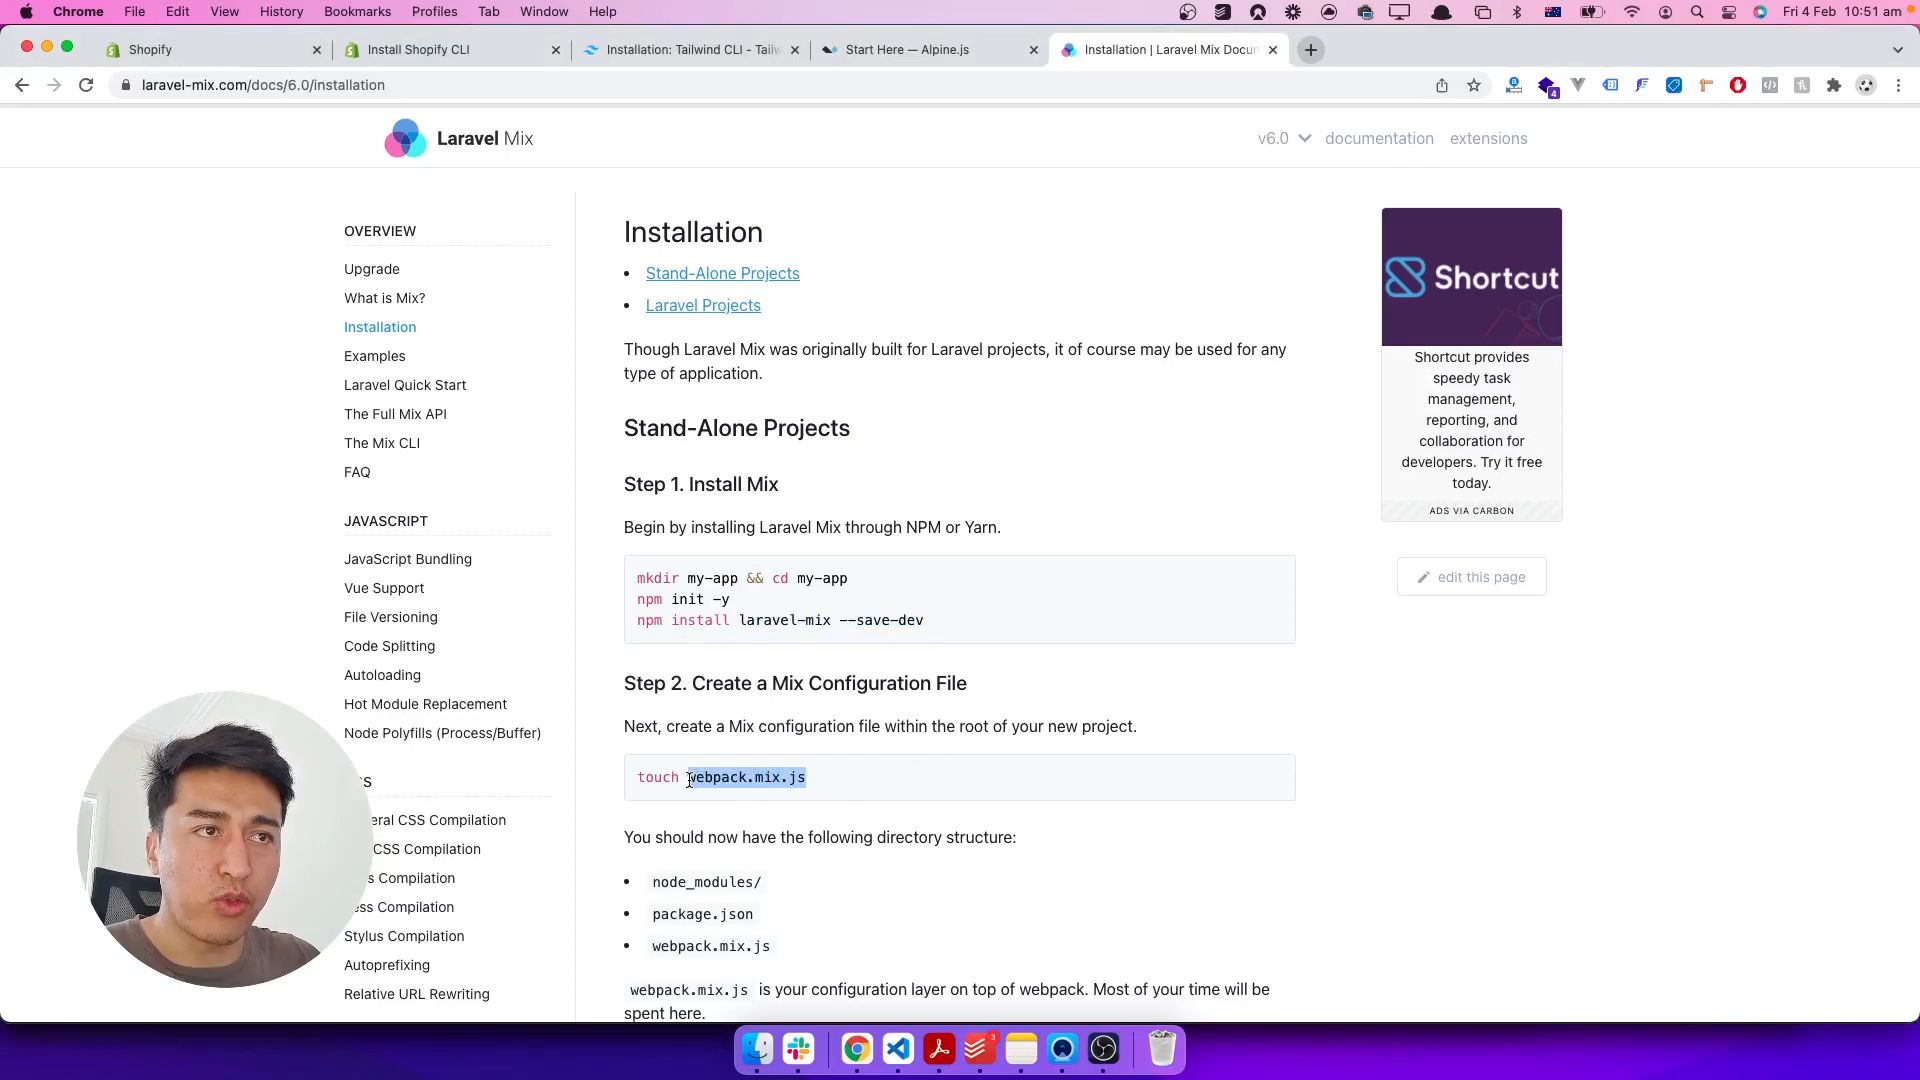 Chrome File Edit View History Bookmarks Profiles Tab Window Help Fri 4 Feb 10:51 am
Shopify
Install Shopify CLI
Installation: Tailwind CLI - Tailw
Start Here — Alpine.js
Installation | Laravel Mix Docun
laravel-mix.com/docs/6.0/installation
4
Laravel Mix
v6.0 documentation extensions
OVERVIEW
Upgrade
What is Mix?
Installation
Examples
Laravel Quick Start
The Full Mix API
The Mix CLI
FAQ
JAVASCRIPT
JavaScript Bundling
Vue Support
File Versioning
Code Splitting
Autoloading
Hot Module Replacement
Node Polyfills (Process/Buffer)
S
eral CSS Compilation
CSS Compilation
s Compilation
ess Compilation
Stylus Compilation
Autoprefixing
Relative URL Rewriting
Installation
• Stand-Alone Projects
• Laravel Projects
Though Laravel Mix was originally built for Laravel projects, it of course may be used for any
type of application.
Stand-Alone Projects
Step 1. Install Mix
Begin by installing Laravel Mix through NPM or Yarn.
mkdir my-app && cd my-app
npm init -y
npm install laravel-mix --save-dev
Step 2. Create a Mix Configuration File
Next, create a Mix configuration file within the root of your new project.
touch webpack.mix.js
You should now have the following directory structure:
• node_modules/
• package.json
• webpack.mix.js
webpack.mix.js is your configuration layer on top of webpack. Most of your time will be
spent here.
Shortcut
Shortcut provides
speedy task
management,
reporting, and
collaboration for
developers. Try it free
today.
ADS VIA CARBON
edit this page
3